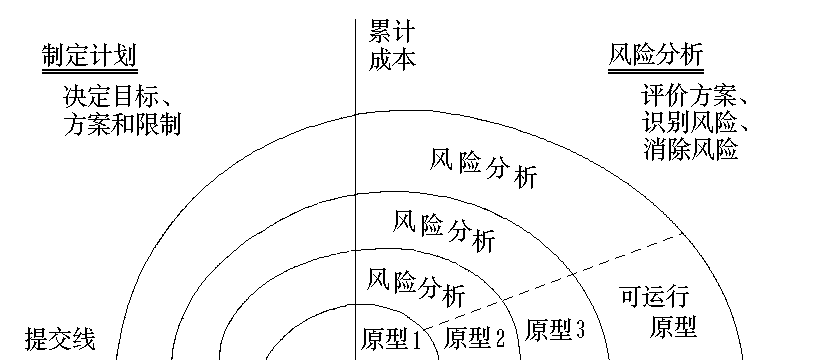 累计
成本
制定计划
决定目标、
方案和限制
风险分析
评价方案、
识别风险、
消除风险
风险分析
风险分析
风险分析
可运行
原型
提交线
原型1
原型2
原型3